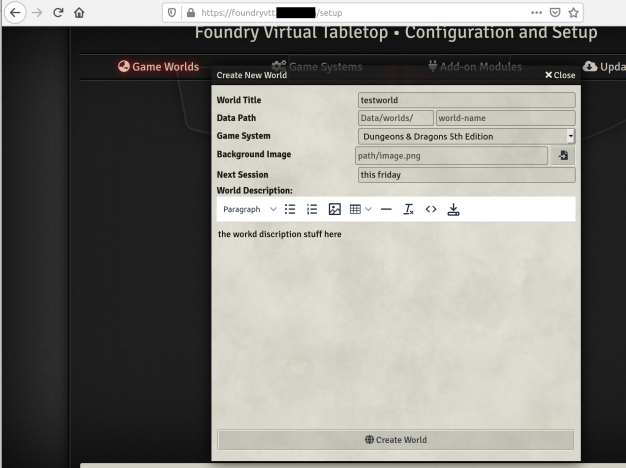 https://foundryvtt. /setup
Foundry Virtual Tabletop • Configuration and Setup
Game Worlds Game Systems Add-on Modules Upda
Create New World Close
World Title testworld
Data Path Data/worlds/ world-name
Game System Dungeons & Dragons 5th Edition
Background Image path/image.png
Next Session this friday
World Description:
Paragraph
the workd discription stuff here
Create World